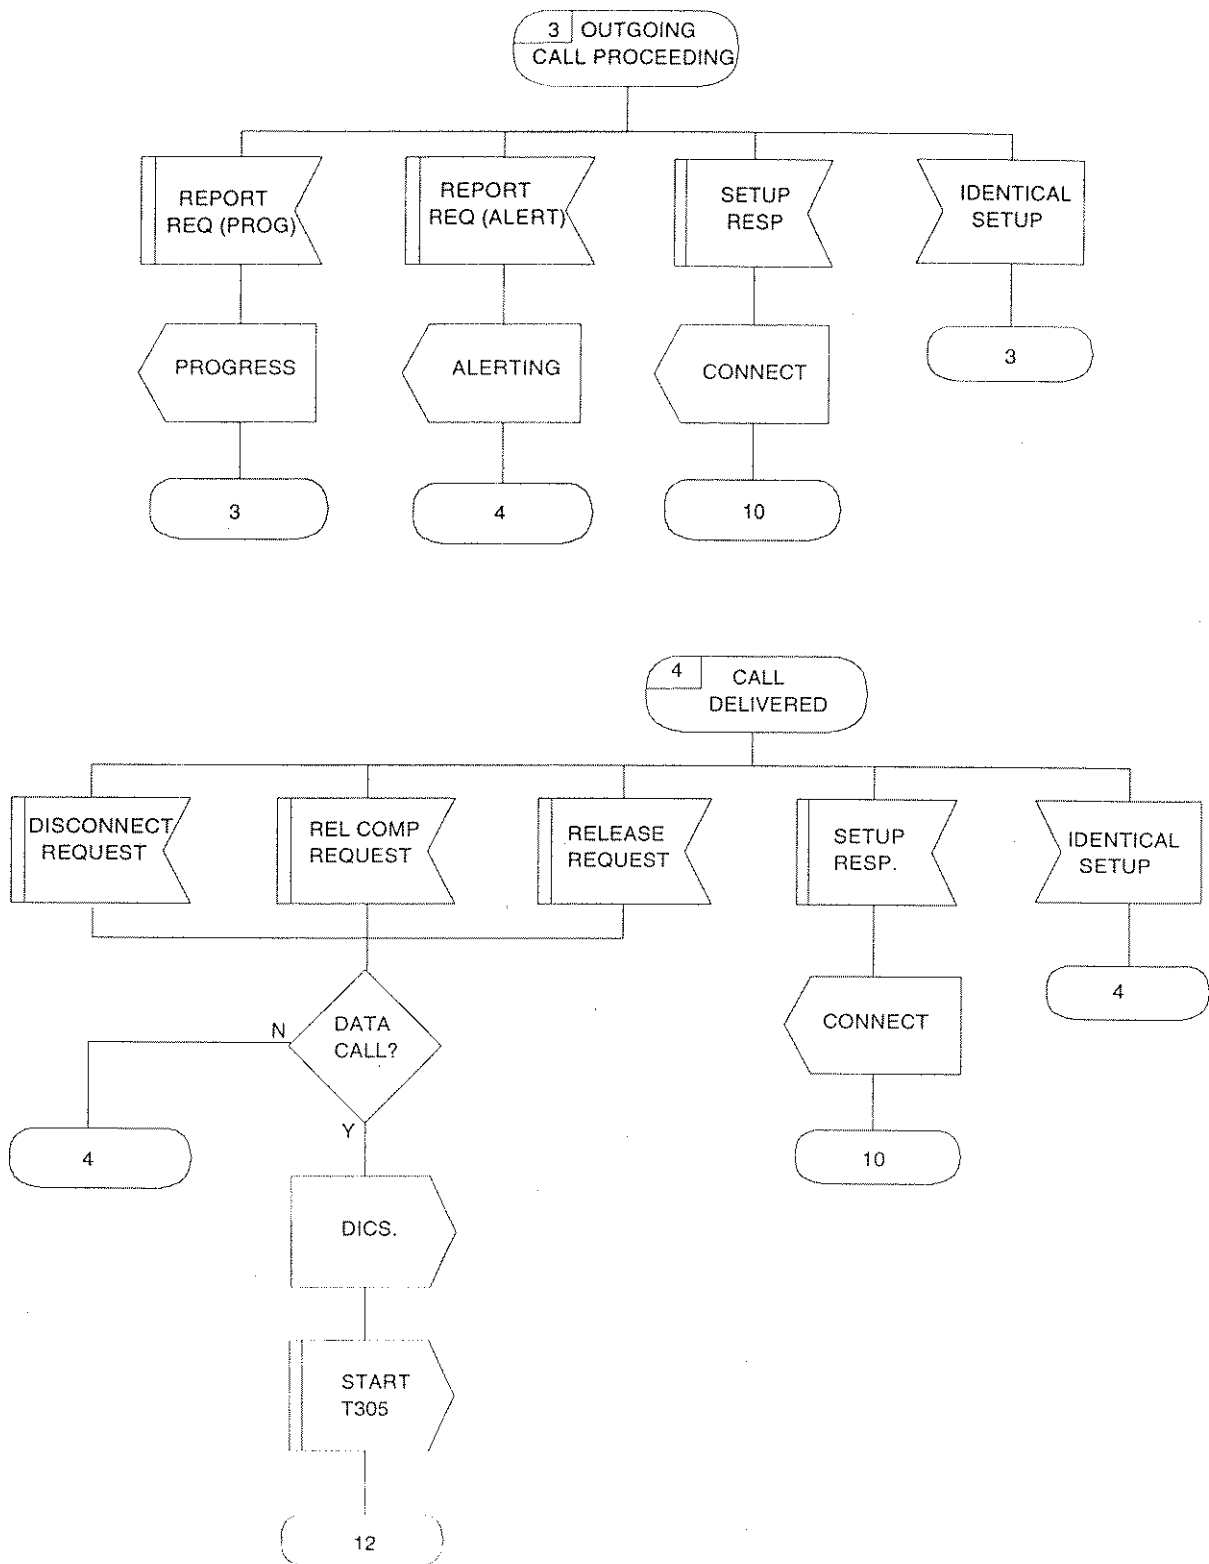 3 OUTGOING
CALL PROCEEDING
REPORT
REQ (PROG)
REPORT
REQ (ALERT)
SETUP
RESP
IDENTICAL
SETUP
PROGRESS
ALERTING
CONNECT
3
3
4
10
4 CALL
DELIVERED
DISCONNECT
REQUEST
REL COMP
REQUEST
RELEASE
REQUEST
SETUP
RESP.
IDENTICAL
SETUP
DATA
CALL?
N
Y
CONNECT
4
4
10
DICS.
START
T305
12